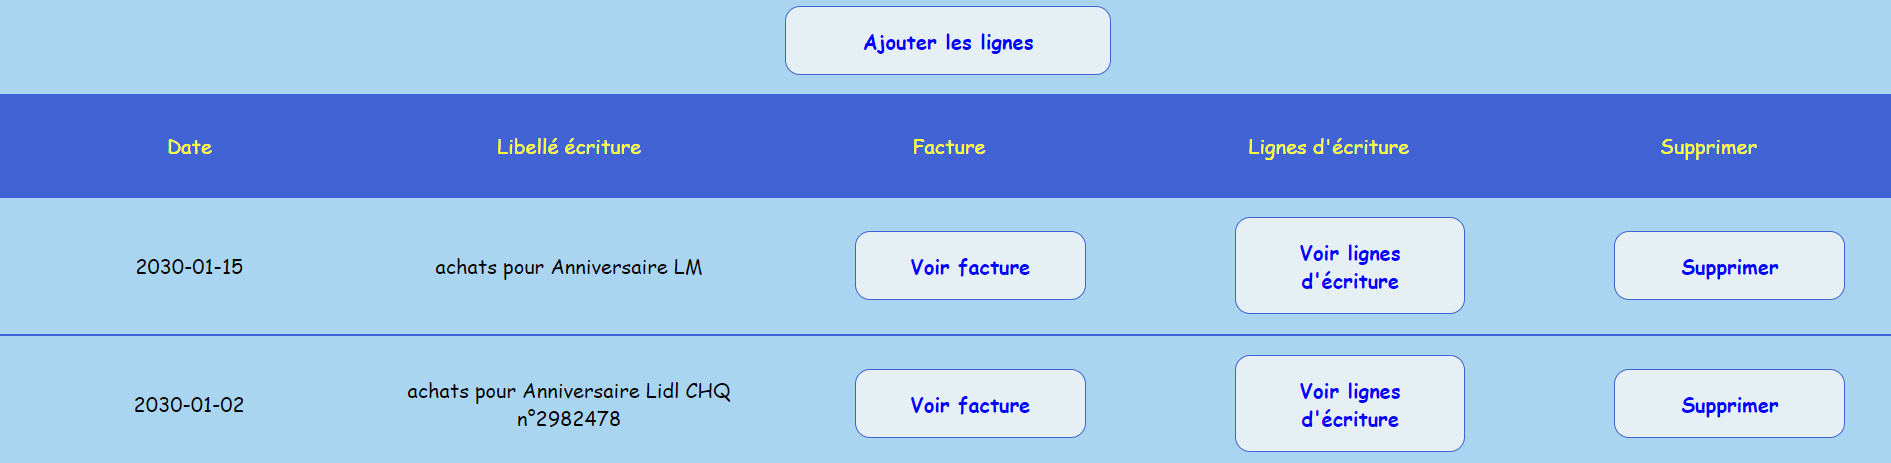 Ajouter les lignes
Date Libellé écriture Facture Lignes d'écriture Supprimer
2030-01-15 achats pour Anniversaire LM Voir facture Voir lignes d'écriture Supprimer
2030-01-02 achats pour Anniversaire Lidl CHQ n°2982478 Voir facture Voir lignes d'écriture Supprimer